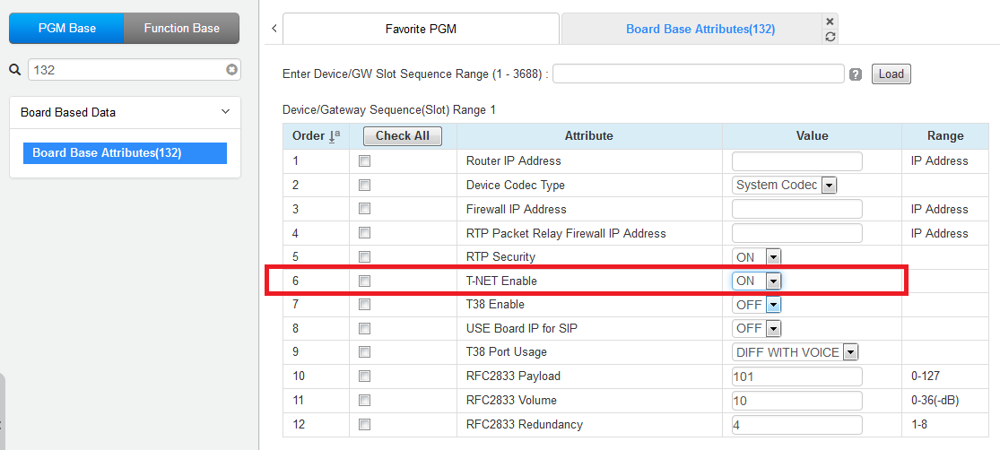 PGM Base Function Base
132
Board Based Data
Board Base Attributes(132)
Favorite PGM Board Base Attributes(132)
Enter Device/GW Slot Sequence Range (1 - 3688) : ? Load
Device/Gateway Sequence(Slot) Range 1
Order Check All Attribute Value Range
1 Router IP Address IP Address
2 Device Codec Type System Codec
3 Firewall IP Address IP Address
4 RTP Packet Relay Firewall IP Address IP Address
5 RTP Security ON
6 T-NET Enable ON
7 T38 Enable OFF
8 USE Board IP for SIP OFF
9 T38 Port Usage DIFF WITH VOICE
10 RFC2833 Payload 101 0-127
11 RFC2833 Volume 10 0-36(-dB)
12 RFC2833 Redundancy 4 1-8